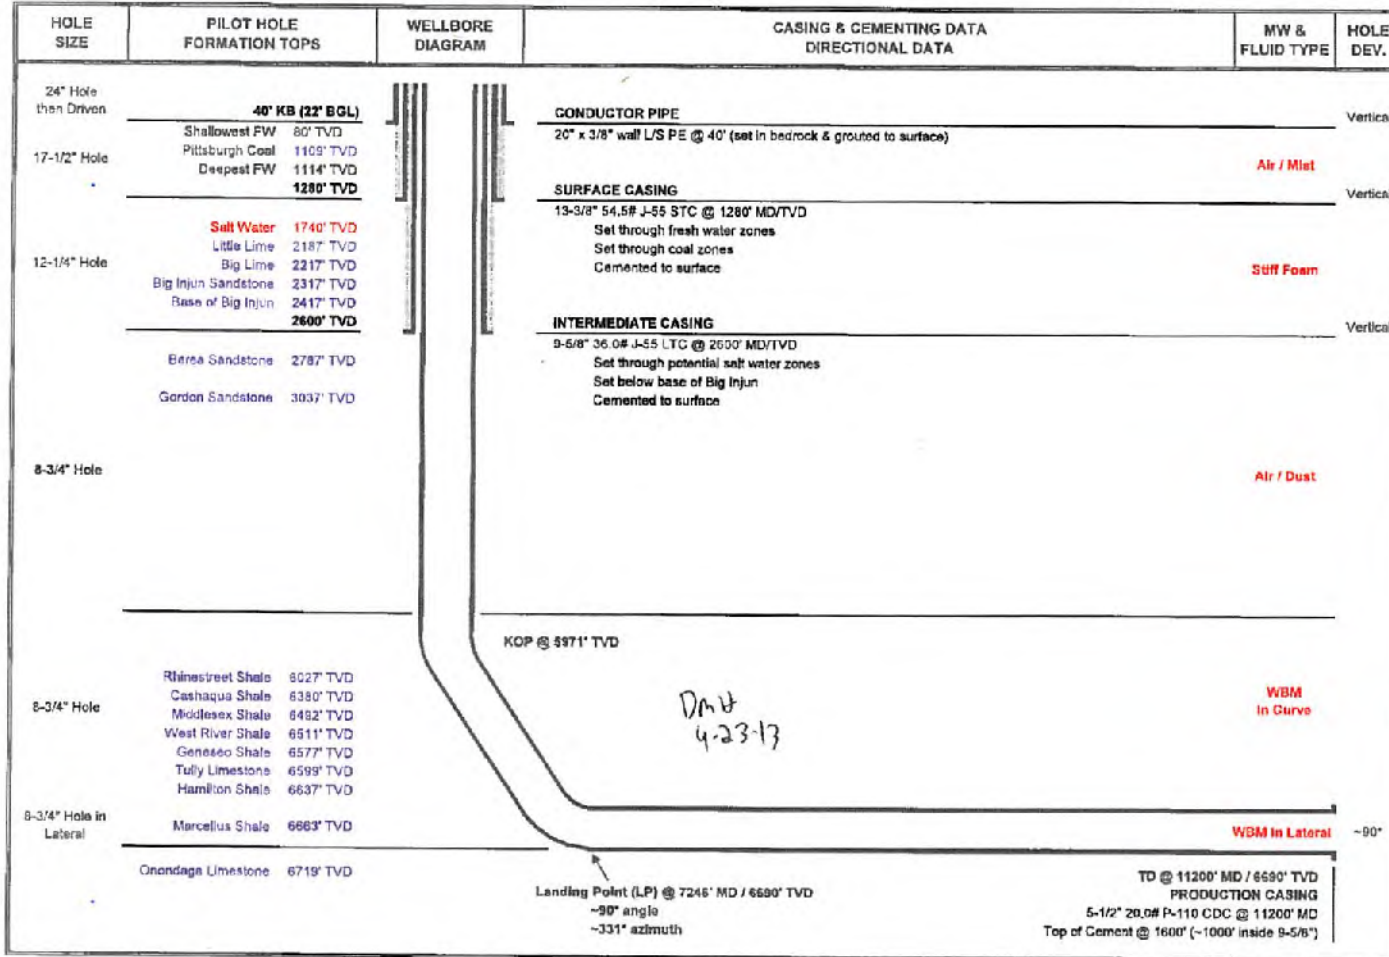 HOLE SIZE
PILOT HOLE FORMATION TOPS
WELLBORE DIAGRAM
CASING & CEMENTING DATA DIRECTIONAL DATA
MW & FLUID TYPE
HOLE DEV.
24" Hole then Driven
40' KB (22' BGL)
CONDUCTOR PIPE
Vertica
Shallowest FW 80' TVD
20" x 3/8" wall L/S PE @ 40' (set in bedrock & grouted to surface)
17-1/2" Hole
Pittsburgh Coal 1109' TVD
Deepest FW 1114' TVD
Air / Mist
1280' TVD
SURFACE CASING
Vertica
13-3/8" 54.5# J-55 STC @ 1280' MD/TVD
Set through fresh water zones
Set through coal zones
Cemented to surface
Salt Water 1740' TVD
Little Lime 2187' TVD
12-1/4" Hole
Big Lime 2217' TVD
Stiff Foam
Big Injun Sandstone 2317' TVD
Base of Big Injun 2417' TVD
2600' TVD
INTERMEDIATE CASING
Vertical
9-5/8" 36.0# J-55 LTC @ 2600' MD/TVD
Set through potential salt water zones
Set below base of Big Injun
Cemented to surface
Berea Sandstone 2787' TVD
Gordon Sandstone 3037' TVD
8-3/4" Hole
Air / Dust
KOP @ 5971' TVD
Rhinestreet Shale 6027' TVD
Cashaqua Shale 6380' TVD
8-3/4" Hole
Middlesex Shale 6492' TVD
West River Shale 6511' TVD
Geneseo Shale 6577' TVD
Tully Limestone 6599' TVD
Hamilton Shale 6637' TVD
WBM In Curve
DMH
4-23-13
8-3/4" Hole in Lateral
Marcellus Shale 6663' TVD
WBM In Lateral
~90°
Onondaga Limestone 6719' TVD
Landing Point (LP) @ 7246' MD / 6690' TVD
~90° angle
~331° azimuth
TD @ 11200' MD / 6690' TVD
PRODUCTION CASING
5-1/2" 20.0# P-110 CDC @ 11200' MD
Top of Cement @ 1600' (~1000' inside 9-5/8")